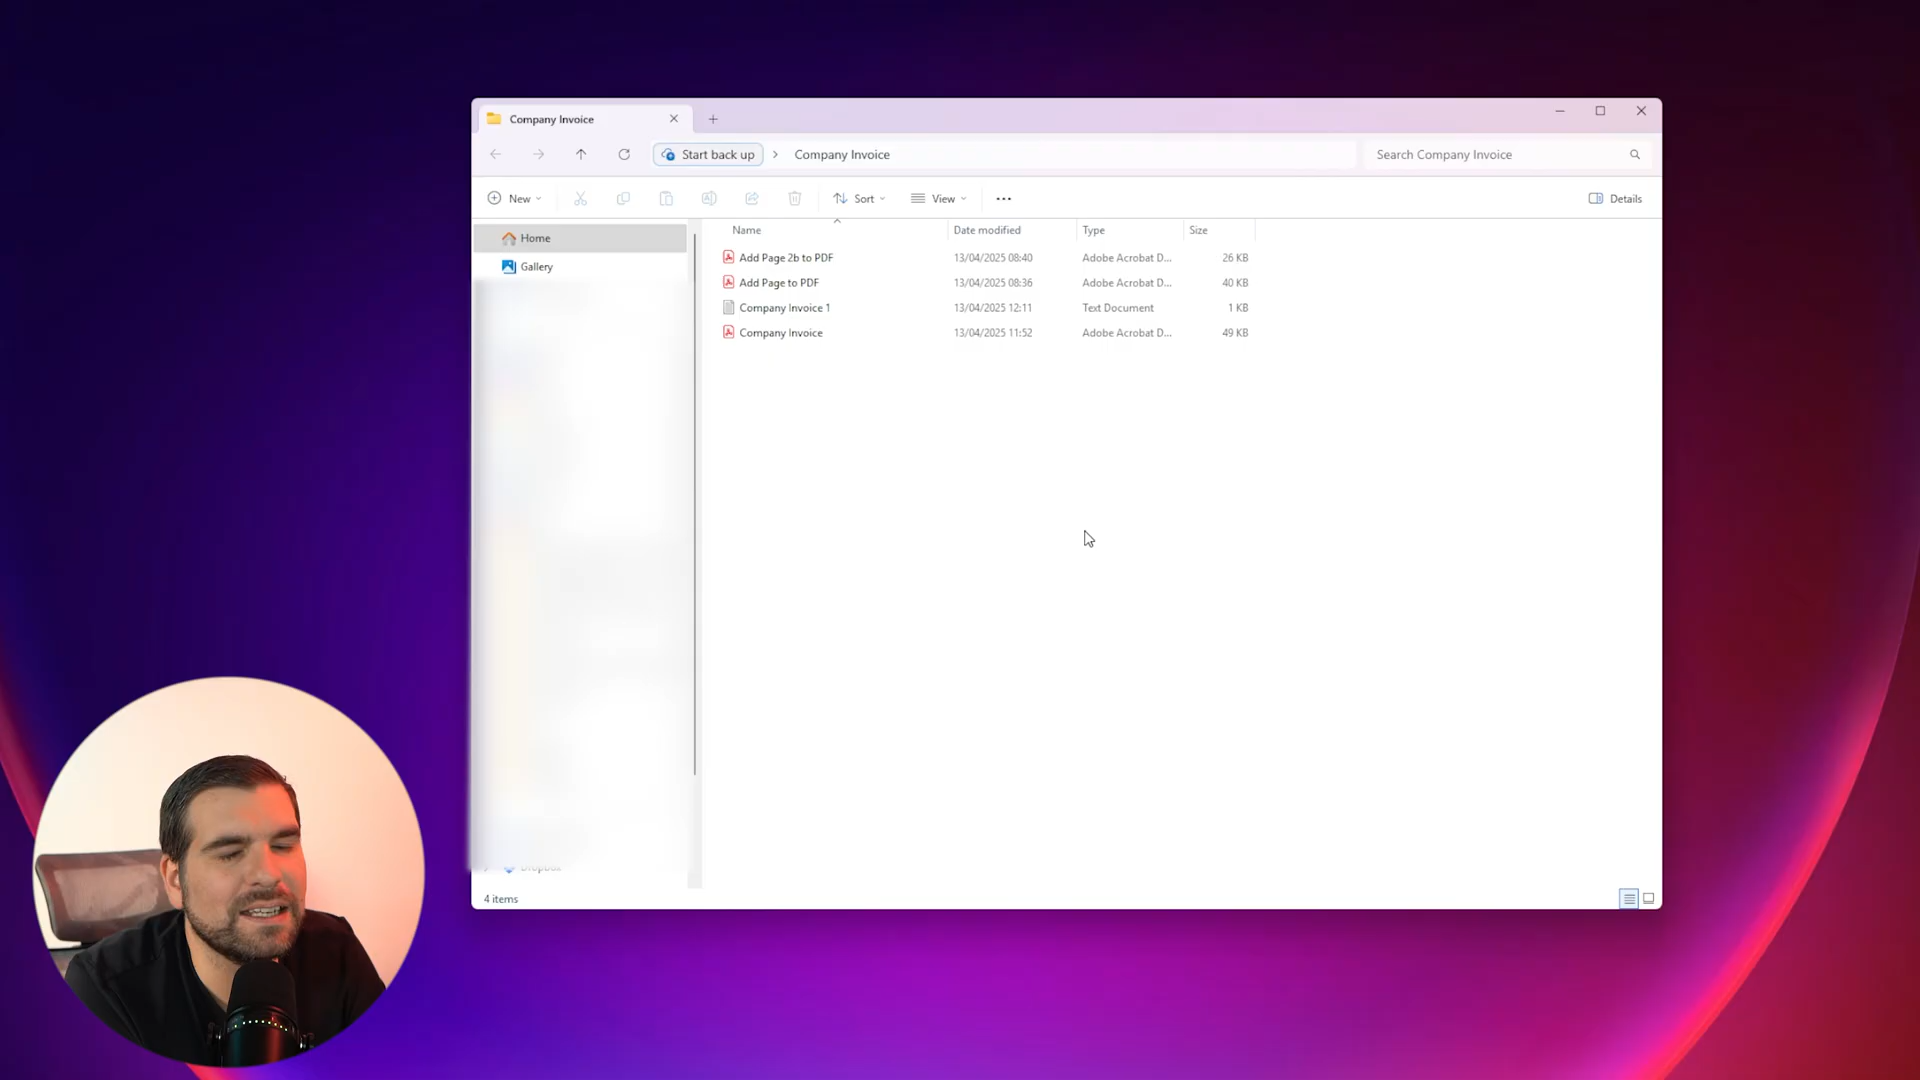 Company Invoice
Start back up > Company Invoice
Search Company Invoice
New
Sort
View
Details
Home
Gallery
Name Date modified Type Size
Add Page 2b to PDF 13/04/2025 08:40 Adobe Acrobat D... 26 KB
Add Page to PDF 13/04/2025 08:36 Adobe Acrobat D... 40 KB
Company Invoice 1 13/04/2025 12:11 Text Document 1 KB
Company Invoice 13/04/2025 11:52 Adobe Acrobat D... 49 KB
Dropbox
4 items